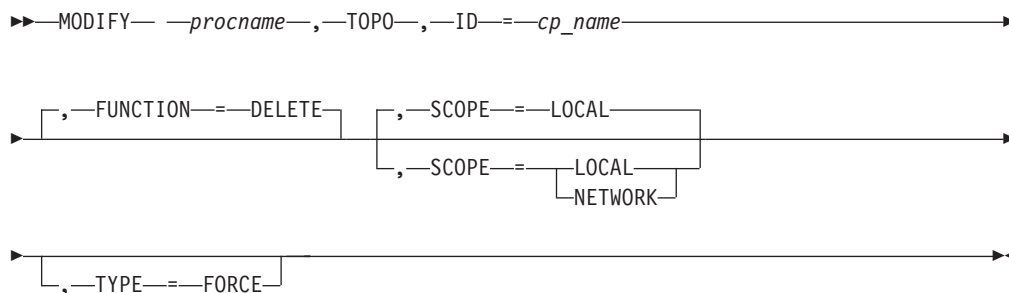 MODIFY procname , TOPO , ID = cp_name
, FUNCTION = DELETE , SCOPE = LOCAL
, SCOPE = LOCAL
NETWORK
, TYPE = FORCE